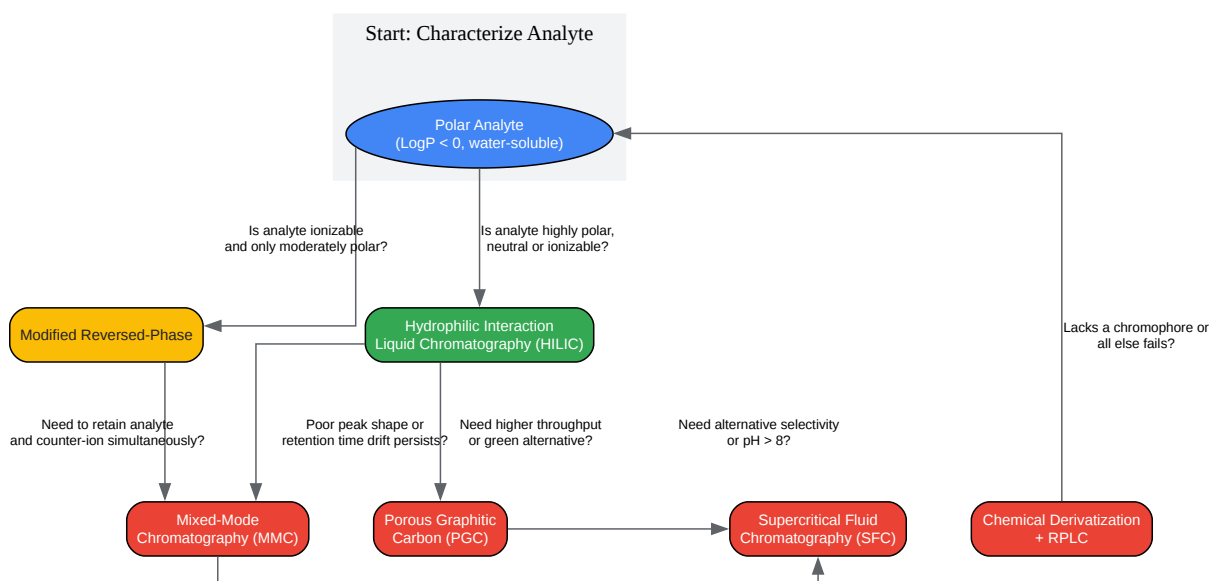 Start: Characterize Analyte
Polar Analyte
(LogP < 0, water-soluble)
Is analyte ionizable
and only moderately polar?
Is analyte highly polar,
neutral or ionizable?
Modified Reversed-Phase
Hydrophilic Interaction
Liquid Chromatography (HILIC)
Lacks a chromophore or
all else fails?
Need to retain analyte
and counter-ion simultaneously?
Poor peak shape or
retention time drift persists?
Need higher throughput
or green alternative?
Need alternative selectivity
or pH > 8?
Mixed-Mode
Chromatography (MMC)
Porous Graphitic
Carbon (PGC)
Supercritical Fluid
Chromatography (SFC)
Chemical Derivatization
+ RPLC